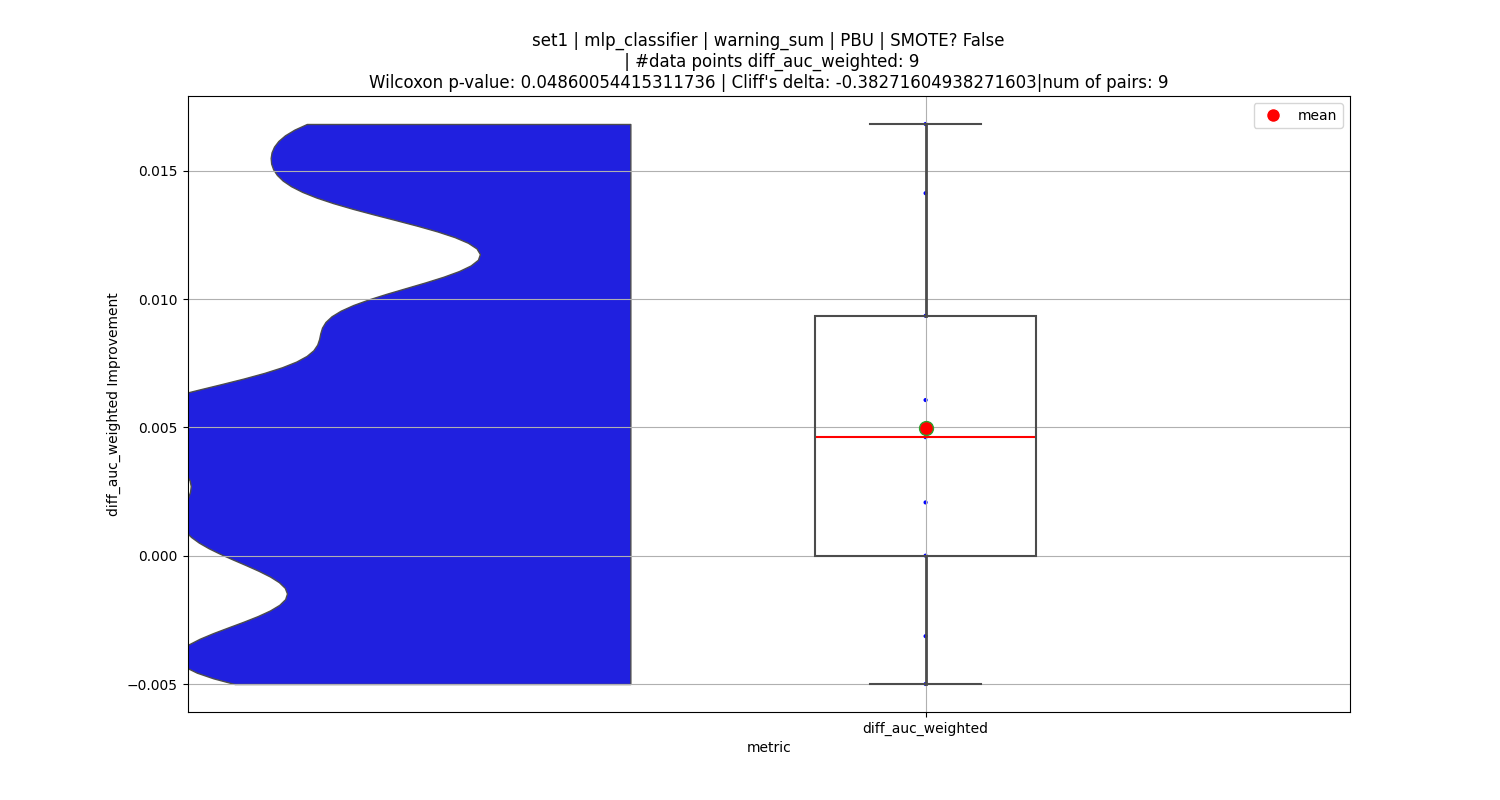 set1 | mlp_classifier | warning_sum | PBU | SMOTE? False
| #data points diff_auc_weighted: 9
Wilcoxon p-value: 0.04860054415311736 | Cliff's delta: -0.38271604938271603|num of pairs: 9
mean
0.015
0.010
0.005
0.000
−0.005
diff_auc_weighted Improvement
diff_auc_weighted
metric